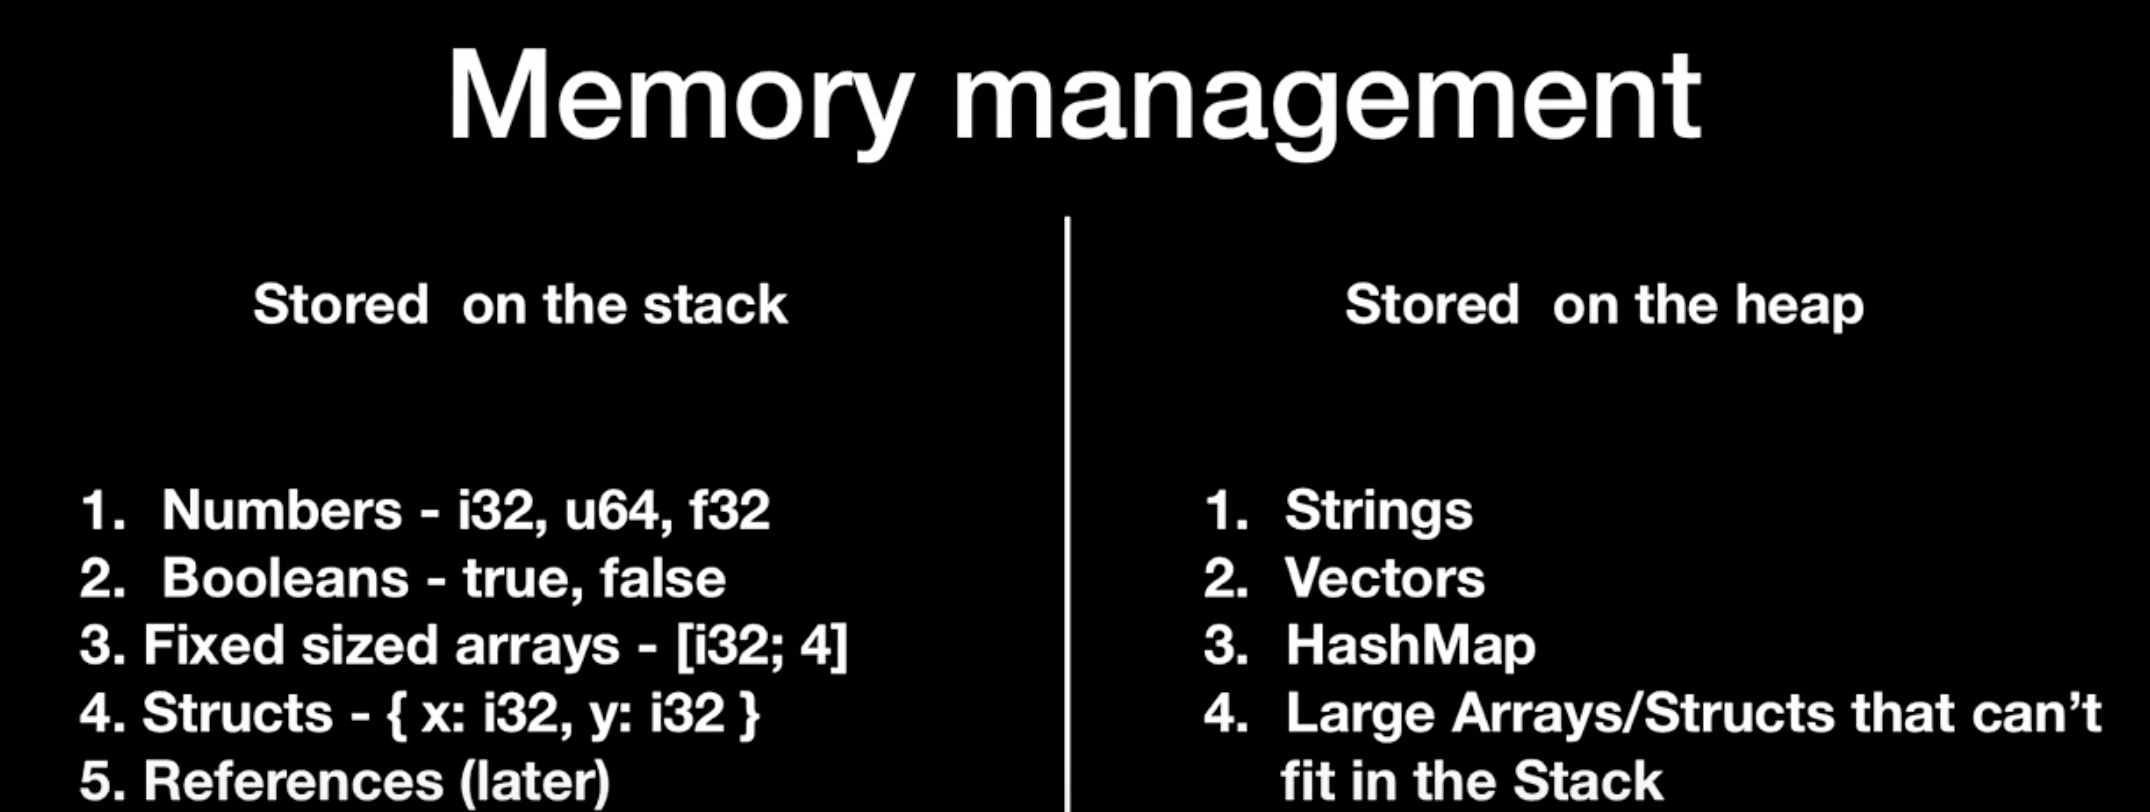 Memory management
Stored on the stack
1. Numbers - i32, u64, f32
2. Booleans - true, false
3. Fixed sized arrays - [i32; 4]
4. Structs - { x: i32, y: i32 }
5. References (later)
Stored on the heap
1. Strings
2. Vectors
3. HashMap
4. Large Arrays/Structs that can’t
fit in the Stack